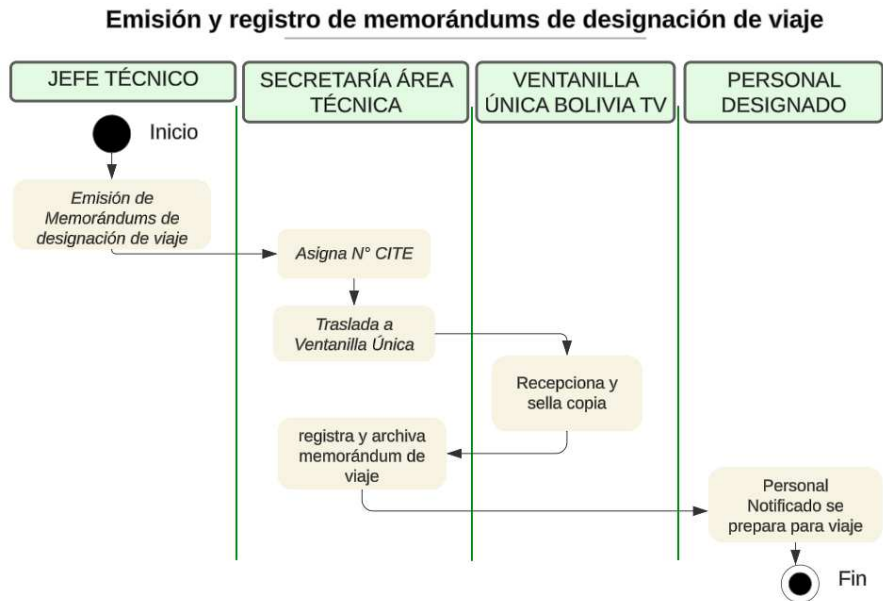 Emisión y registro de memorándums de designación de viaje
JEFE TÉCNICO
SECRETARÍA ÁREA
TÉCNICA
VENTANILLA
ÚNICA BOLIVIA TV
PERSONAL
DESIGNADO
Inicio
Emisión de
Memorándums de
designación de viaje
Asigna N° CITE
Traslada a
Ventanilla Única
Recepciona y
sella copia
registra y archiva
memorándum de
viaje
Personal
Notificado se
prepara para viaje
Fin